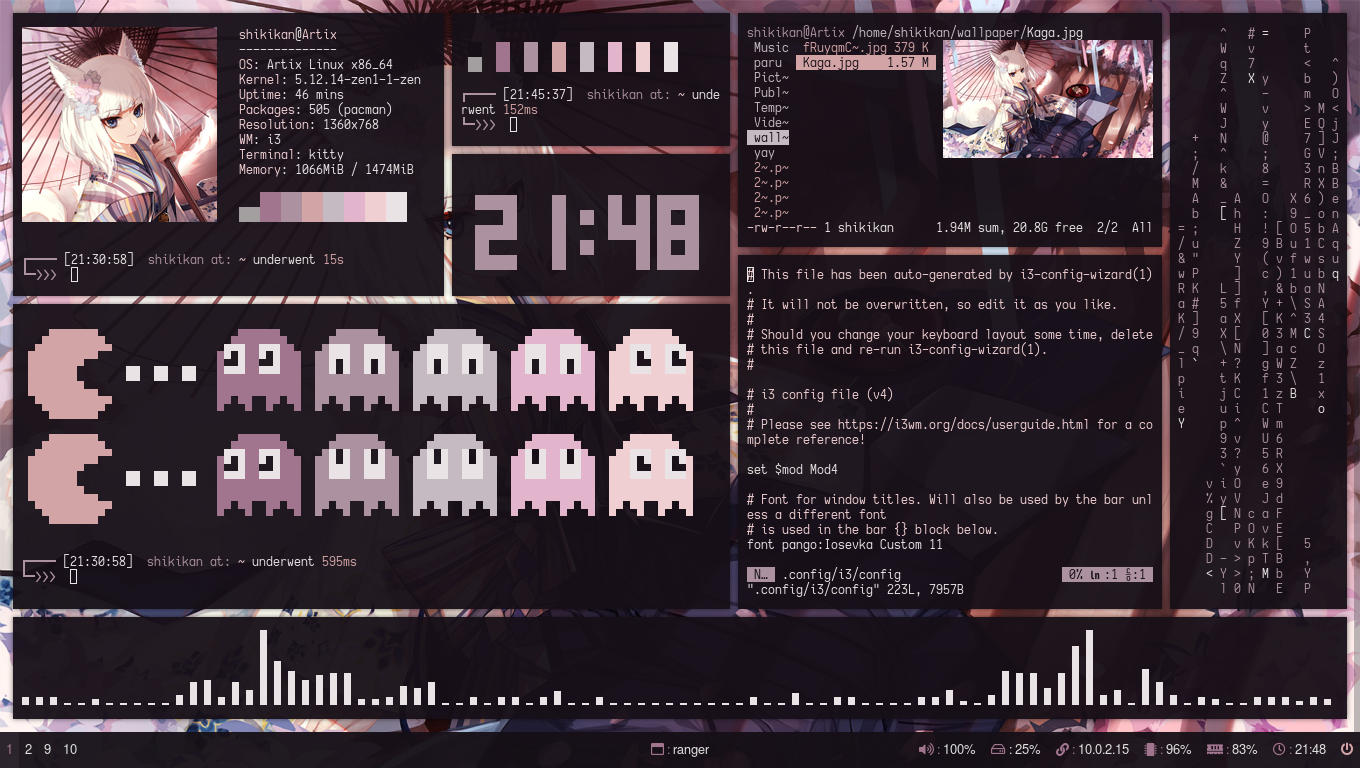 shikikan@Artix
--------------
OS: Artix Linux x86_64
Kernel: 5.12.14-zen1-1-zen
Uptime: 46 mins
Packages: 505 (pacman)
Resolution: 1360x768
WM: i3
Terminal: kitty
Memory: 1066MiB / 1474MiB
[21:30:58] shikikan at: ~ underwent 15s
[21:45:37] shikikan at: ~ unde
rwent 152ms
21:48
[21:30:58] shikikan at: ~ underwent 595ms
shikikan@Artix /home/shikikan/wallpaper/Kaga.jpg
Music fRuyqmC~.jpg 379 K
paru Kaga.jpg 1.57 M
Pict~
Publ~
Temp~
Vide~
wall~
yay
2~.p~
2~.p~
2~.p~
2~.p~
-rw-r--r-- 1 shikikan 1.94M sum, 20.8G free 2/2 All
# This file has been auto-generated by i3-config-wizard(1)
.
# It will not be overwritten, so edit it as you like.
#
# Should you change your keyboard layout some time, delete
# this file and re-run i3-config-wizard(1).
#
# i3 config file (v4)
#
# Please see https://i3wm.org/docs/userguide.html for a co
mplete reference!
set $mod Mod4
# Font for window titles. Will also be used by the bar unl
ess a different font
# is used in the bar {} block below.
font pango:Iosevka Custom 11
N… .config/i3/config 0% ln :1 :1
".config/i3/config" 223L, 7957B
1 2 9 10
: ranger
: 100% : 25% : 10.0.2.15 : 96% : 83% : 21:48